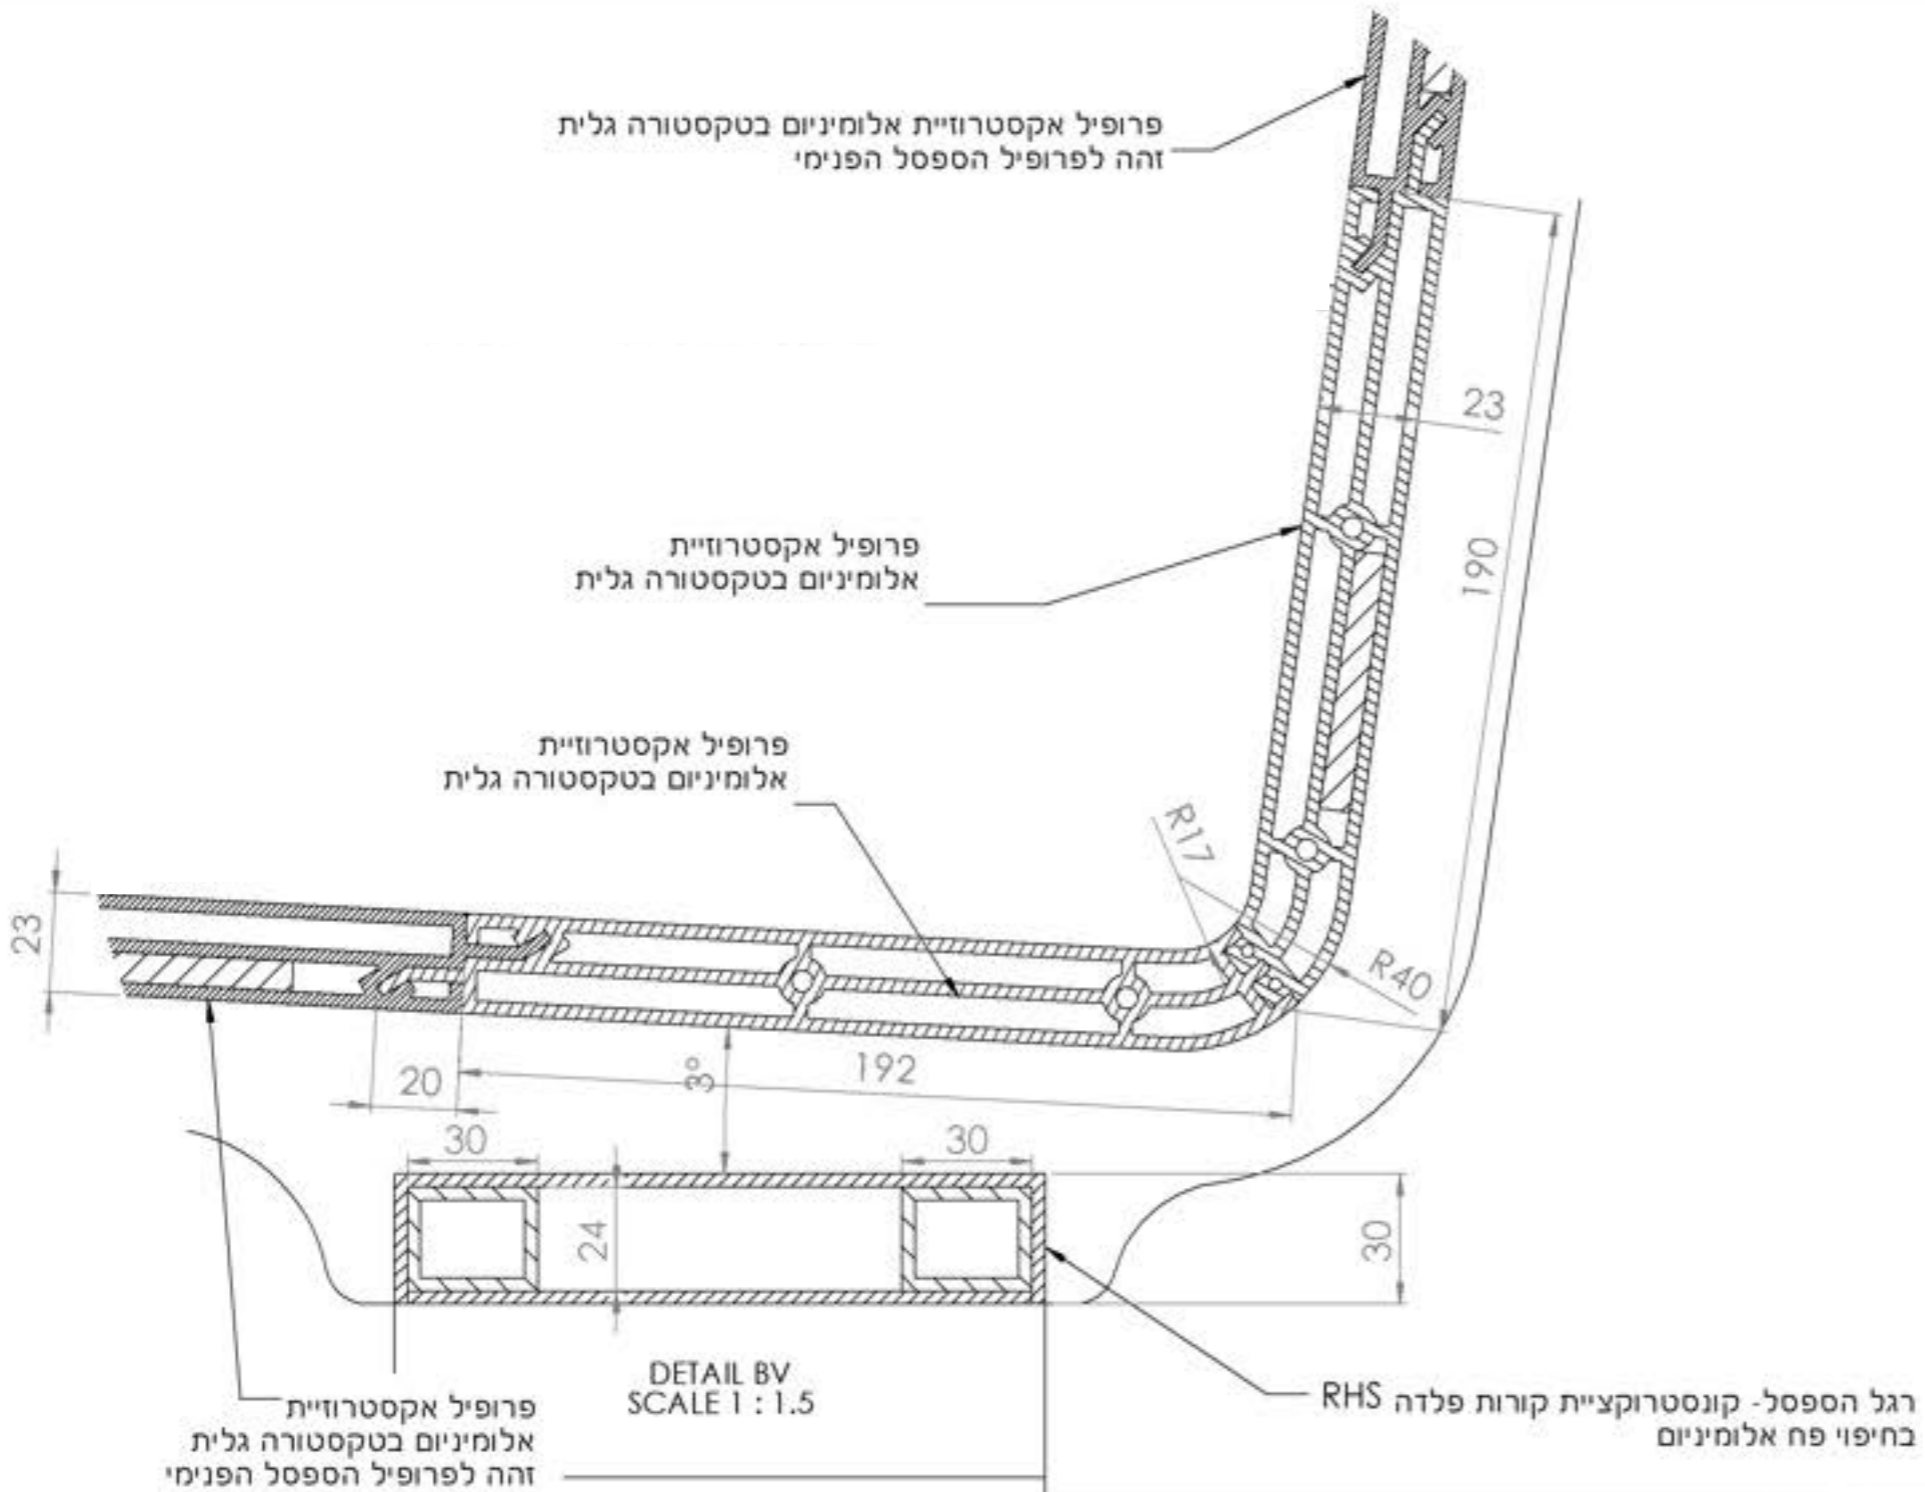 פרופיל אקסטרוזיית אלומיניום בטקסטורה גלית
זהה לפרופיל הספסל הפנימי
23
190
פרופיל אקסטרוזיית
אלומיניום בטקסטורה גלית
פרופיל אקסטרוזיית
אלומיניום בטקסטורה גלית
R17
R40
23
20
3°
192
30
30
24
30
DETAIL BV
SCALE 1 : 1.5
רגל הספסל- קונסטרוקציית קורות פלדה RHS
בחיפוי פח אלומיניום
פרופיל אקסטרוזיית
אלומיניום בטקסטורה גלית
זהה לפרופיל הספסל הפנימי